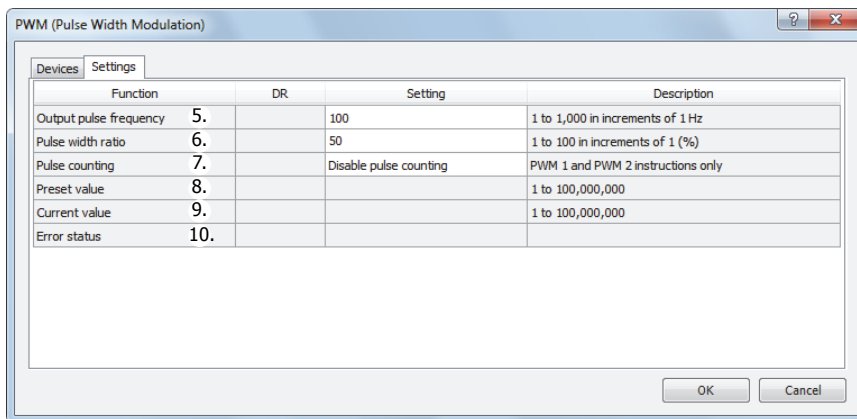 PWM (Pulse Width Modulation)
Devices Settings
Function DR Setting Description
Output pulse frequency 5. 100 1 to 1,000 in increments of 1 Hz
Pulse width ratio 6. 50 1 to 100 in increments of 1 (%)
Pulse counting 7. Disable pulse counting PWM 1 and PWM 2 instructions only
Preset value 8. 1 to 100,000,000
Current value 9. 1 to 100,000,000
Error status 10.
OK Cancel